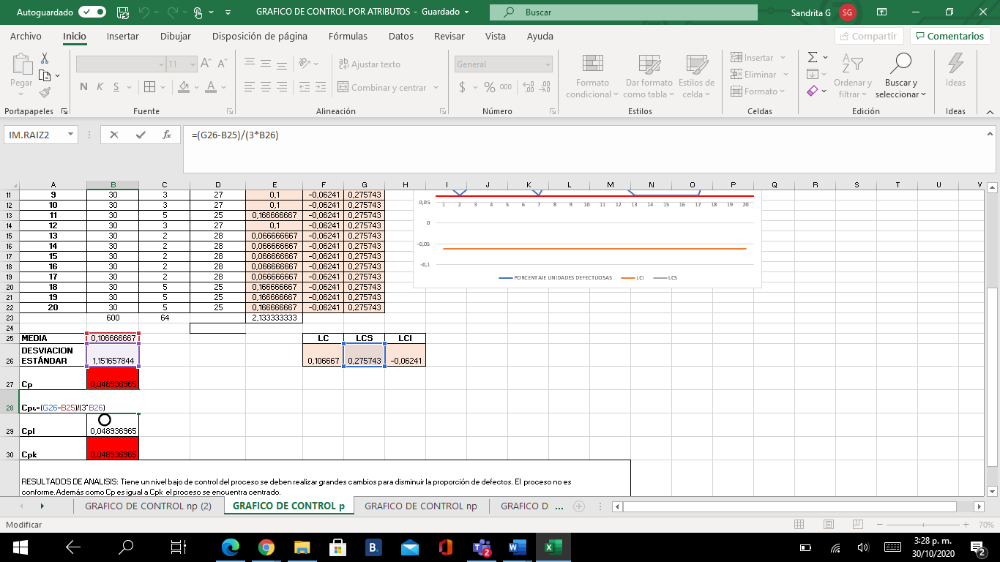 Autoguardado GRAFICO DE CONTROL POR ATRIBUTOS - Guardado Buscar Sandrita G SG
Archivo Inicio Insertar Dibujar Disposición de página Fórmulas Datos Revisar Vista Ayuda Compartir Comentarios
Pegar
Portapapeles
11
N K S
Fuente
Ajustar texto
Combinar y centrar
Alineación
General
$ % 000
Número
Formato condicional
Dar formato como tabla
Estilos de celda
Estilos
Insertar
Eliminar
Formato
Celdas
Ordenar y filtrar
Buscar y seleccionar
Edición
Ideas
Ideas
IM.RAIZ2 fx =(G26-B25)/(3*B26)
A B C D E F G H I J K L M N O P Q R S T U V
11 9 30 3 27 0,1 -0,06241 0,275743
12 10 30 3 27 0,1 -0,06241 0,275743
13 11 30 5 25 0,166666667 -0,06241 0,275743
14 12 30 3 27 0,1 -0,06241 0,275743
15 13 30 2 28 0,066666667 -0,06241 0,275743
16 14 30 2 28 0,066666667 -0,06241 0,275743
17 15 30 2 28 0,066666667 -0,06241 0,275743
18 16 30 2 28 0,066666667 -0,06241 0,275743
19 17 30 2 28 0,066666667 -0,06241 0,275743
20 18 30 5 25 0,166666667 -0,06241 0,275743
21 19 30 5 25 0,166666667 -0,06241 0,275743
22 20 30 5 25 0,166666667 -0,06241 0,275743
23 600 64 2,133333333
24
25 MEDIA 0,106666667 LC LCS LCI
26 DESVIACION ESTÁNDAR 1,151657844 0,106667 0,275743 -0,06241
27 Cp 0,048936965
28 =(G26-B25)/(3*B26)
29 Cpl 0,048936965
30 Cpk 0,048936965
RESULTADOS DE ANALISIS: Tiene un nivel bajo de control del proceso se deben realizar grandes cambios para disminuir la proporción de defectos. El proceso no es
conforme.Además como Cp es igual a Cpk el proceso se encuentra centrado.
0,05
1 2 3 4 5 6 7 8 9 10 11 12 13 14 15 16 17 18 19 20
0
-0,05
-0,1
PORCENTAJE UNIDADES DEFECTUOSAS LCI LCS
GRAFICO DE CONTROL np (2) GRAFICO DE CONTROL p GRAFICO DE CONTROL np GRAFICO D ...
Modificar 70%
B.
2
3:28 p. m.
30/10/2020
2